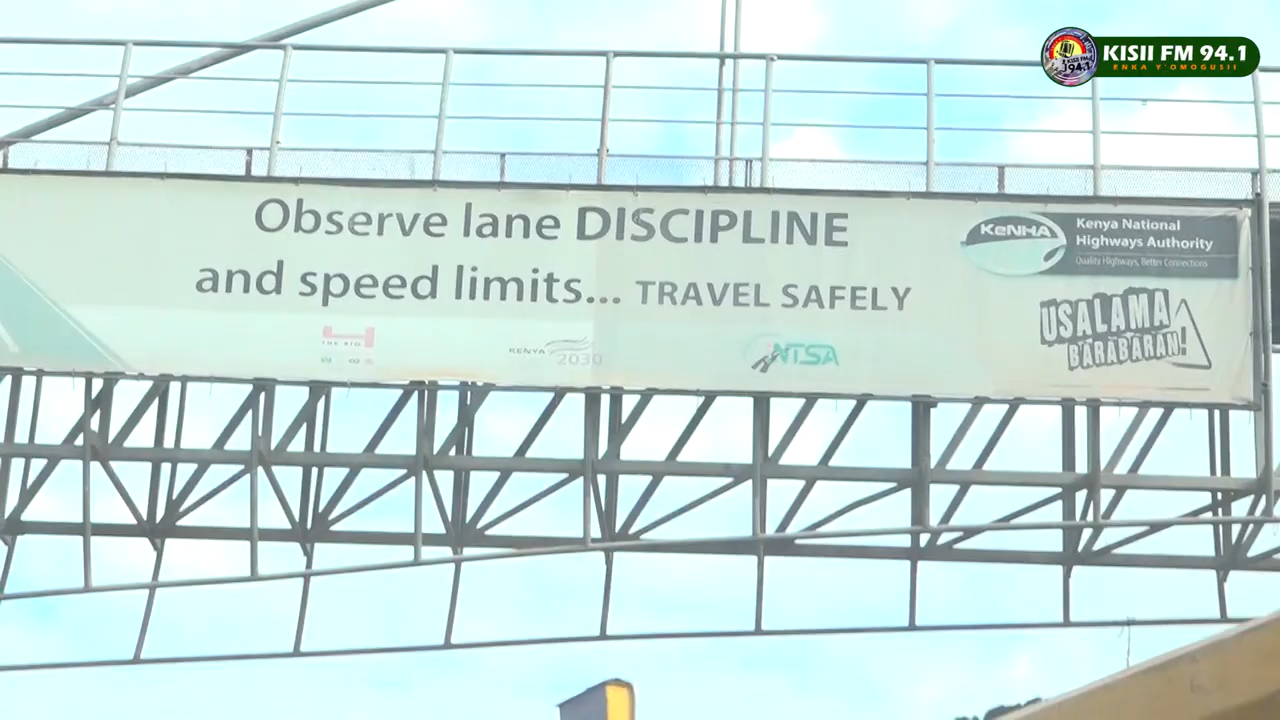 KISII FM 94.1
ENKA Y'OMOGUSII
Observe lane DISCIPLINE
and speed limits... TRAVEL SAFELY
KeNHA
Kenya National
Highways Authority
Quality Highways, Better Connections
USALAMA
BARABARANI!
KENYA
2030
NTSA